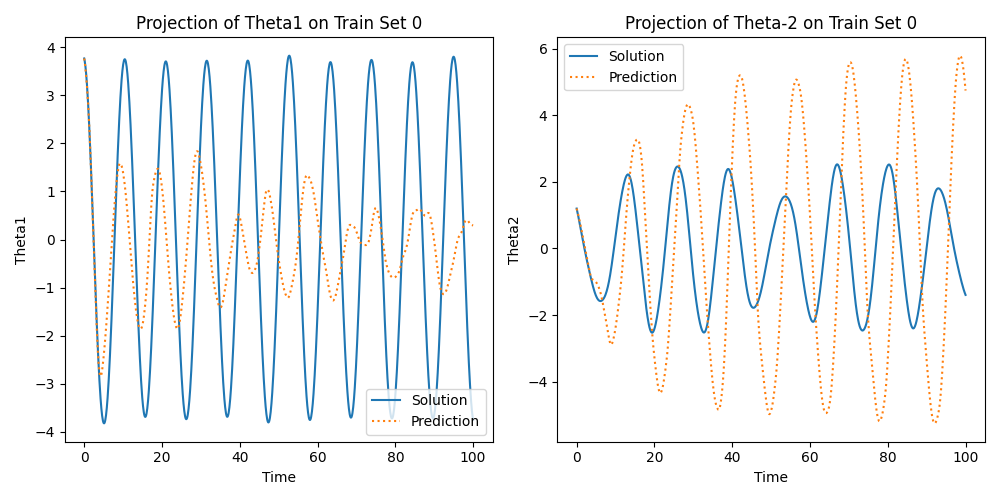 Projection of Theta1 on Train Set 0
Theta1
4
3
2
1
0
−1
−2
−3
−4
0 20 40 60 80 100
Time
Solution
Prediction
Projection of Theta-2 on Train Set 0
Theta2
6
4
2
0
−2
−4
0 20 40 60 80 100
Time
Solution
Prediction